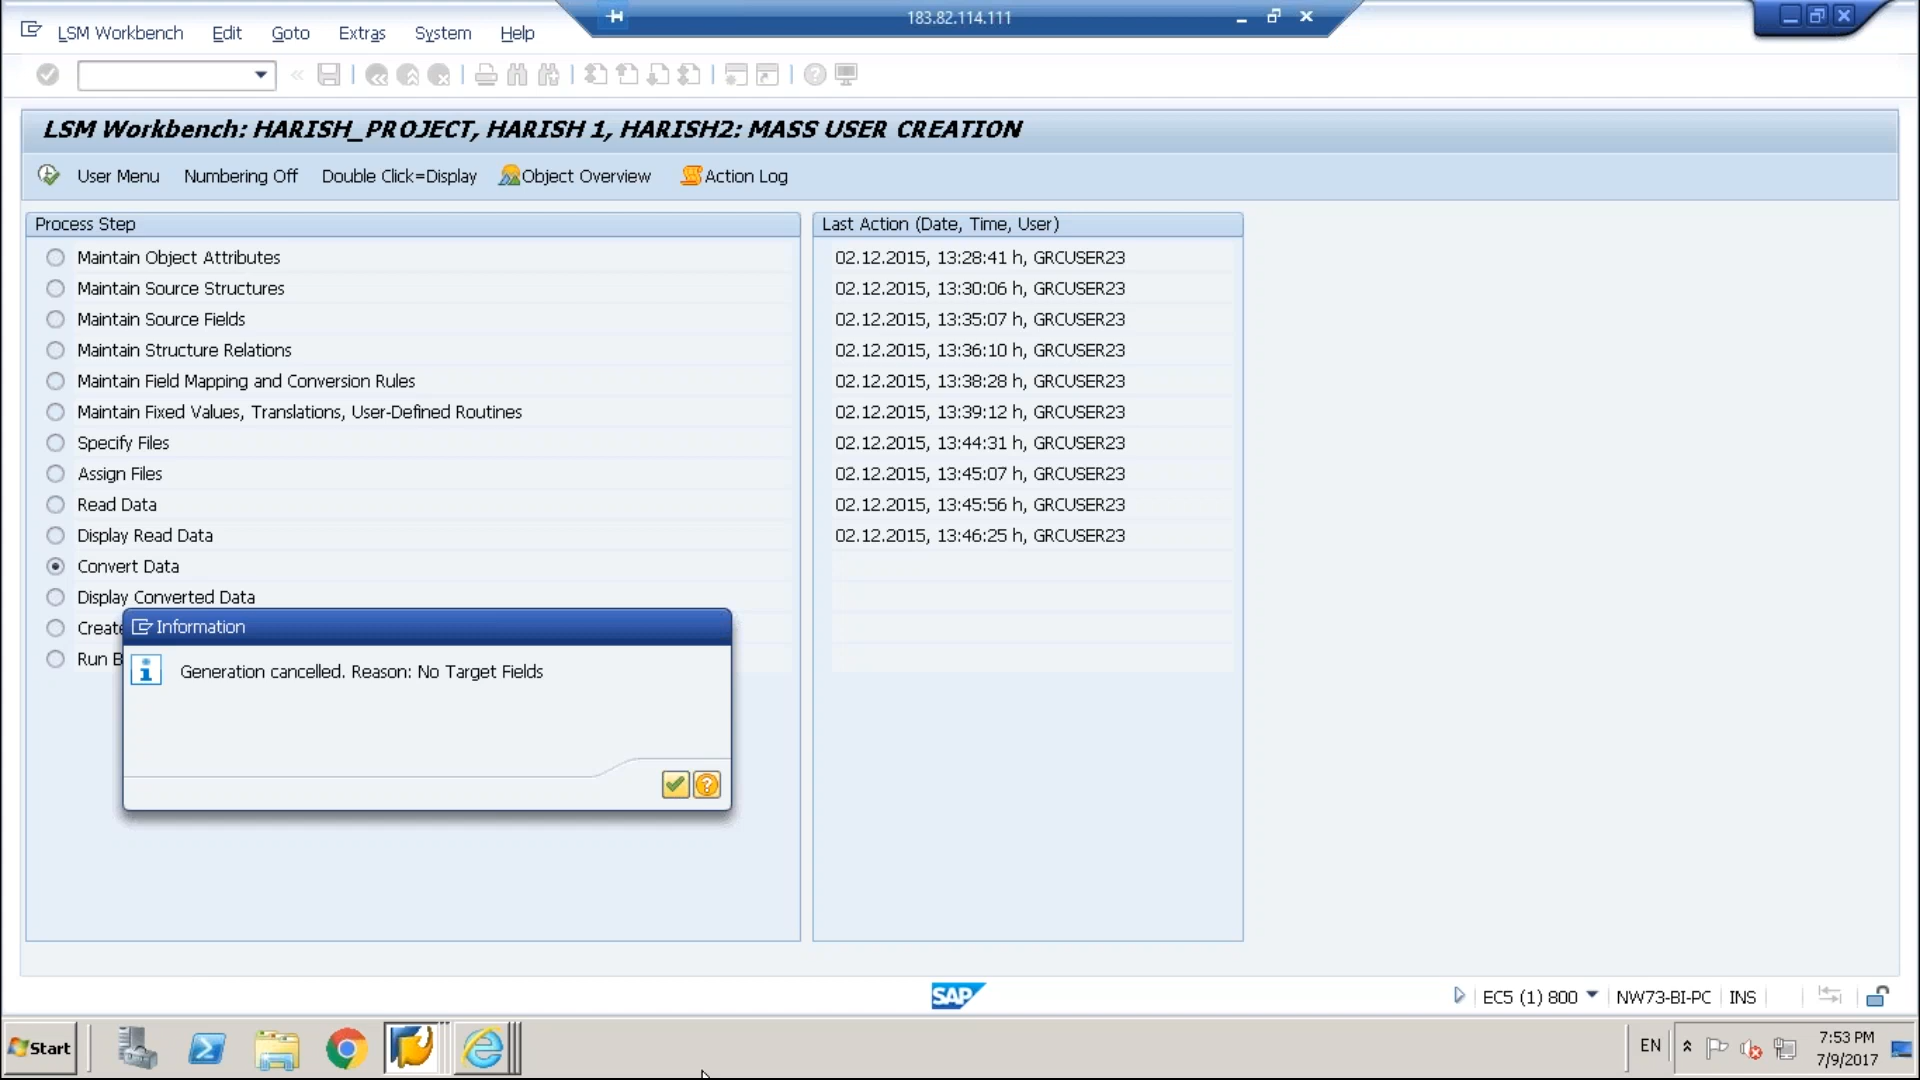 183.82.114.111
LSM Workbench Edit Goto Extras System Help
LSM Workbench: HARISH_PROJECT, HARISH 1, HARISH2: MASS USER CREATION
User Menu Numbering Off Double Click=Display Object Overview Action Log
Process Step Last Action (Date, Time, User)
Maintain Object Attributes 02.12.2015, 13:28:41 h, GRCUSER23
Maintain Source Structures 02.12.2015, 13:30:06 h, GRCUSER23
Maintain Source Fields 02.12.2015, 13:35:07 h, GRCUSER23
Maintain Structure Relations 02.12.2015, 13:36:10 h, GRCUSER23
Maintain Field Mapping and Conversion Rules 02.12.2015, 13:38:28 h, GRCUSER23
Maintain Fixed Values, Translations, User-Defined Routines 02.12.2015, 13:39:12 h, GRCUSER23
Specify Files 02.12.2015, 13:44:31 h, GRCUSER23
Assign Files 02.12.2015, 13:45:07 h, GRCUSER23
Read Data 02.12.2015, 13:45:56 h, GRCUSER23
Display Read Data 02.12.2015, 13:46:25 h, GRCUSER23
Convert Data
Display Converted Data
Create
Run B
Information
Generation cancelled. Reason: No Target Fields
SAP
EC5 (1) 800 NW73-BI-PC INS
Start
EN
7:53 PM
7/9/2017